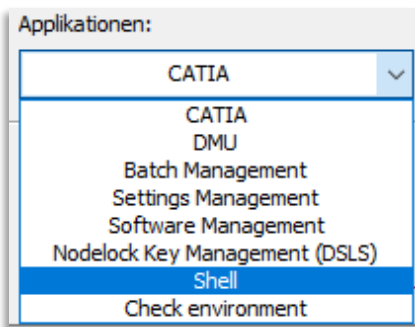 Applikationen:
CATIA
CATIA
DMU
Batch Management
Settings Management
Software Management
Nodelock Key Management (DSLS)
Shell
Check environment